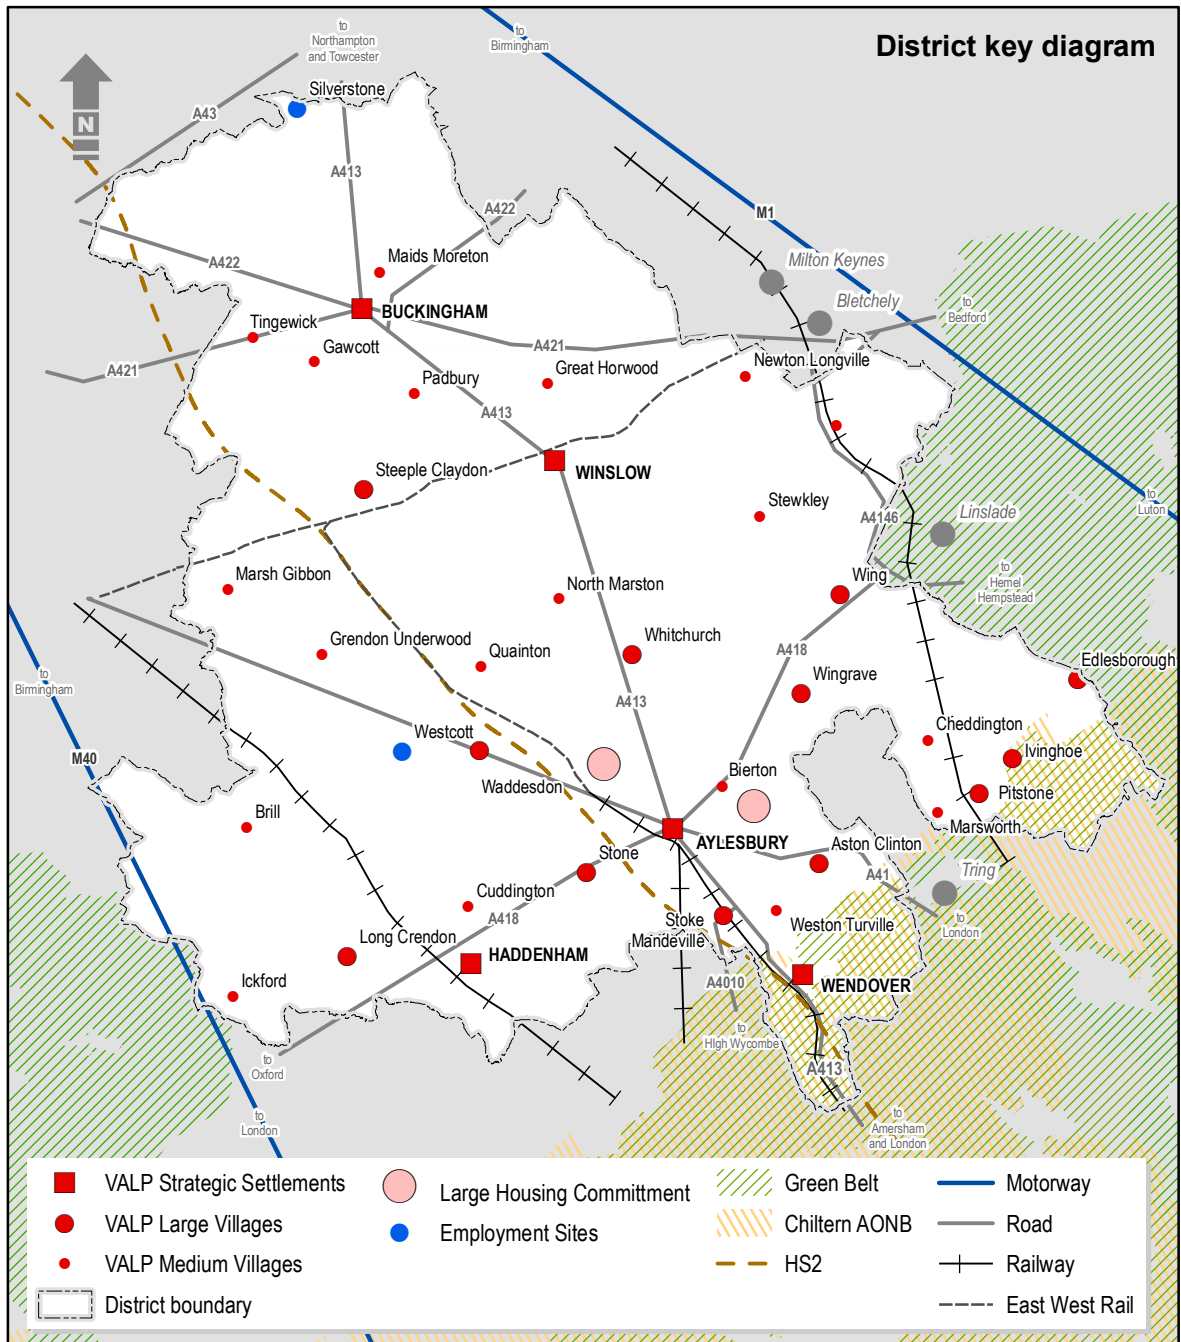 District key diagram
to
Northampton
and Towcester
to
Birmingham
Silverstone
A43
N
A413
A422
M1
Maids Moreton
A422
Milton Keynes
Bletchely
to
Bedford
BUCKINGHAM
Tingewick
Gawcott
A421
A421
Newton Longville
Great Horwood
Padbury
A413
Steeple Claydon
WINSLOW
Stewkley
A4146
Linslade
to
Luton
to
Hemel
Hempstead
Marsh Gibbon
North Marston
Wing
Grendon Underwood
Quainton
Whitchurch
A418
Edlesborough
to
Birmingham
Wingrave
A413
Cheddington
Westcott
M40
Ivinghoe
Bierton
Waddesdon
Pitstone
Brill
Marsworth
AYLESBURY
Aston Clinton
Stone
A41
Tring
Cuddington
A418
Stoke
Mandeville
Weston Turville
to
London
Long Crendon
HADDENHAM
Ickford
A4010
WENDOVER
to
HIgh Wycombe
to
Oxford
A413
to
London
to
Amersham
and London
VALP Strategic Settlements
VALP Large Villages
VALP Medium Villages
District boundary
Large Housing Committment
Employment Sites
Green Belt
Chiltern AONB
HS2
Motorway
Road
Railway
East West Rail